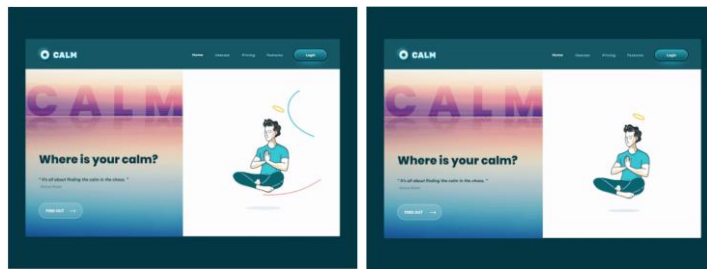 CALM
Home Pricing Features Login
CALM
Where is your calm?
"It's all about finding the calm in the chaos."
FIND OUT
CALM
Home Pricing Features Login
CALM
Where is your calm?
"It's all about finding the calm in the chaos."
FIND OUT